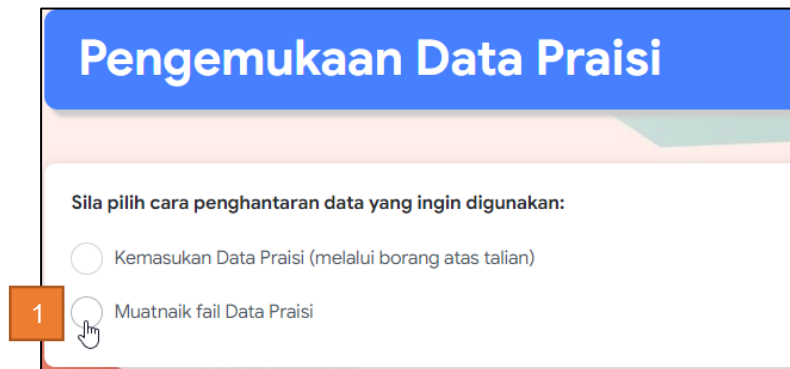 Pengemukaan Data Praisi
Sila pilih cara penghantaran data yang ingin digunakan:
Kemasukan Data Praisi (melalui borang atas talian)
1
Muatnaik fail Data Praisi